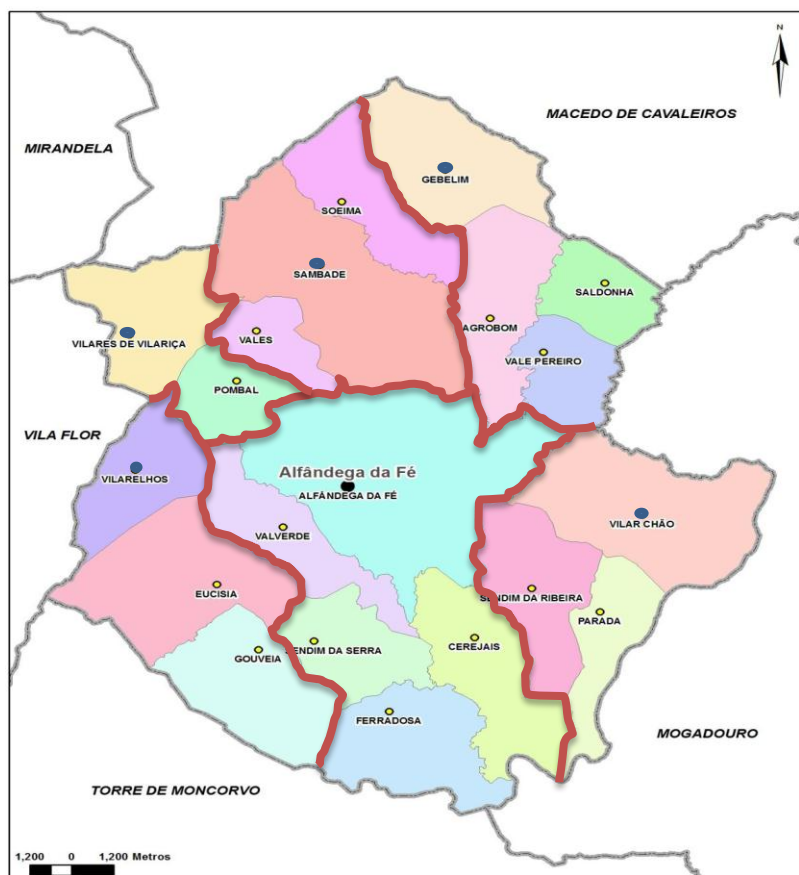 N
MACEDO DE CAVALEIROS
MIRANDELA
GEBELIM
SOEIMA
SAMBADE
SALDONHA
AGROBOM
VALES
VILARES DE VILARIÇA
VALE PEREIRO
POMBAL
VILA FLOR
Alfândega da Fé
VILARELHOS
ALFÂNDEGA DA FÉ
VILAR CHÃO
VALVERDE
EUCISIA
SENDIM DA RIBEIRA
PARADA
CEREJAIS
GOUVEIA
SENDIM DA SERRA
FERRADOSA
MOGADOURO
TORRE DE MONCORVO
1,200 0 1,200 Metros